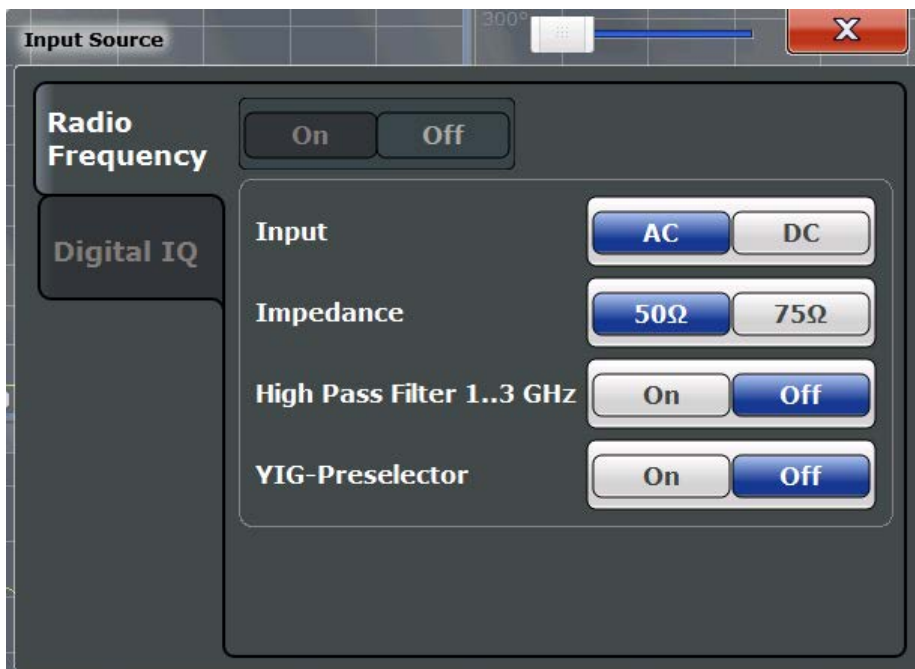 300°
Input Source
X
Radio
Frequency
On Off
Digital IQ
Input AC DC
Impedance 50Ω 75Ω
High Pass Filter 1..3 GHz On Off
YIG-Preselector On Off